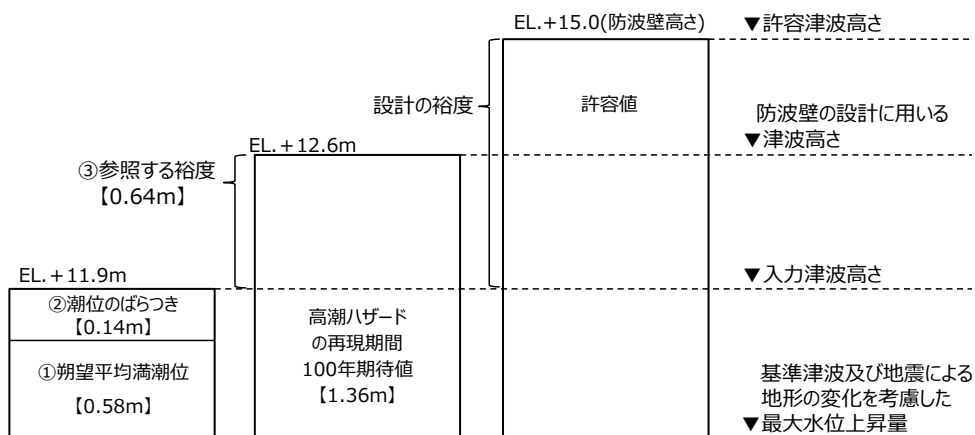 EL.+15.0(防波壁高さ)
▼許容津波高さ
設計の裕度
許容値
防波壁の設計に用いる
▼津波高さ
EL.+12.6m
③参照する裕度
【0.64m】
EL.+11.9m
▼入力津波高さ
②潮位のばらつき
【0.14m】
①朔望平均満潮位
【0.58m】
高潮ハザード
の再現期間
100年期待値
【1.36m】
基準津波及び地震による
地形の変化を考慮した
▼最大水位上昇量